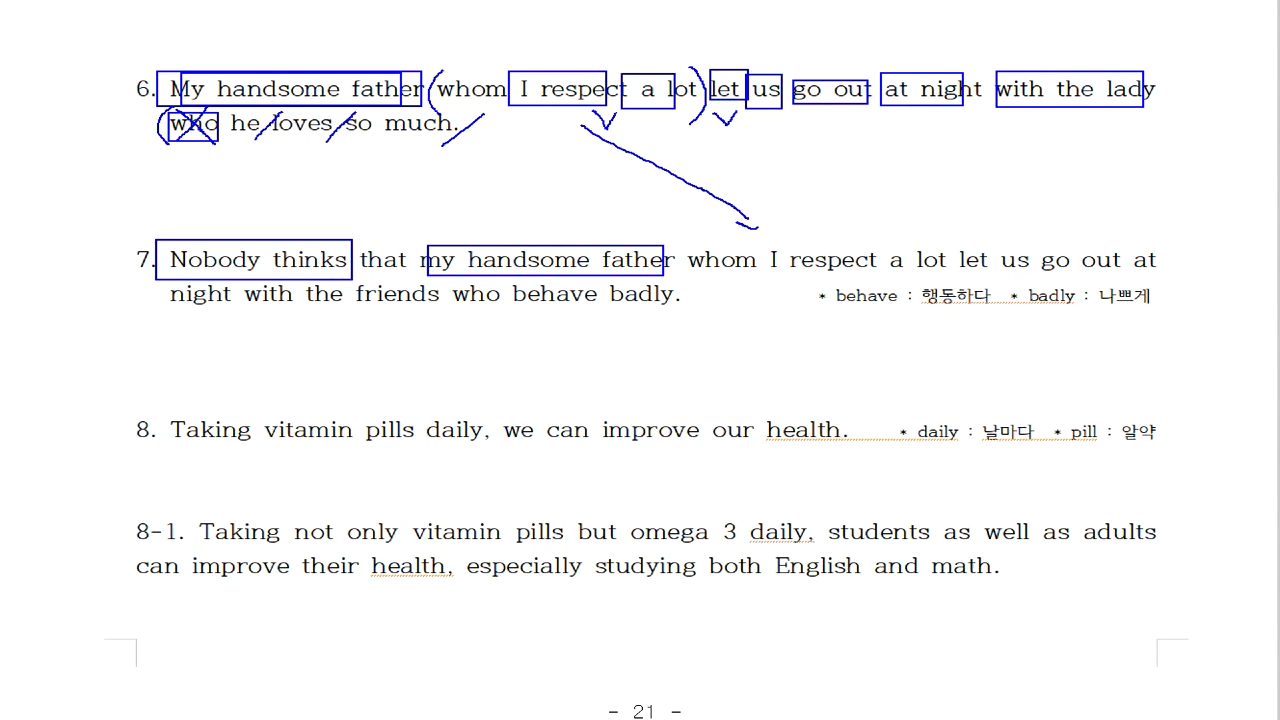 6. My handsome father whom I respect a lot let us go out at night with the lady
who he loves so much.
7. Nobody thinks that my handsome father whom I respect a lot let us go out at
night with the friends who behave badly. * behave : 행동하다 * badly : 나쁘게
8. Taking vitamin pills daily, we can improve our health. * daily : 날마다 * pill : 알약
8-1. Taking not only vitamin pills but omega 3 daily, students as well as adults
can improve their health, especially studying both English and math.
- 21 -